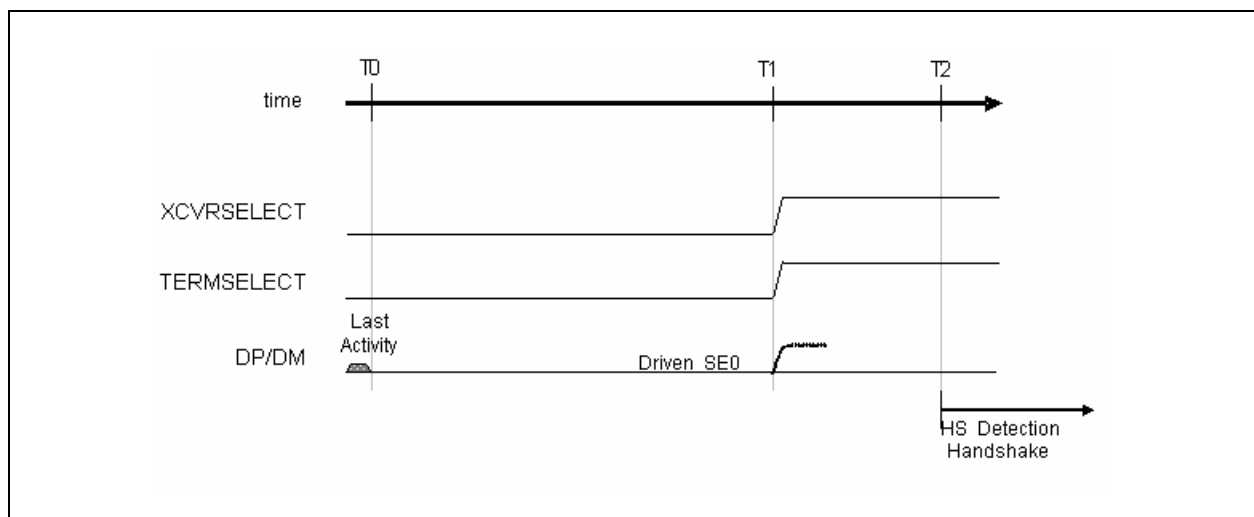 T0
T1
T2
time
XCVRSELECT
TERMSELECT
Last
Activity
DP/DM
Driven SE0
HS Detection
Handshake